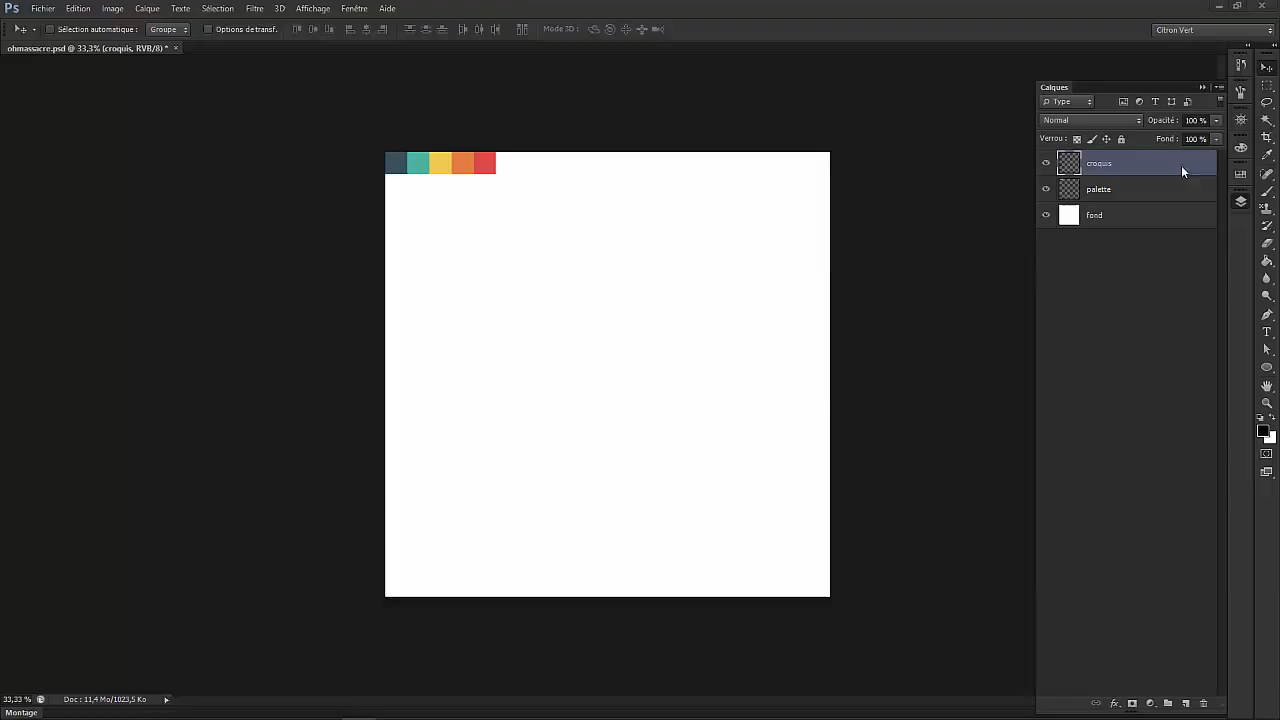 Ps Fichier Edition Image Calque Texte Sélection Filtre 3D Affichage Fenêtre Aide
Sélection automatique : Groupe Options de transf. Mode 3D : Citron Vert
ohmassacre.psd @ 33,3% (croquis, RVB/8) * ×
Calques
Type T
Normal Opacité : 100 %
Verrou : Fond : 100 %
croquis
palette
fond
T
fx
33,33 % Doc : 11,4 Mo/1023,5 Ko
Montage